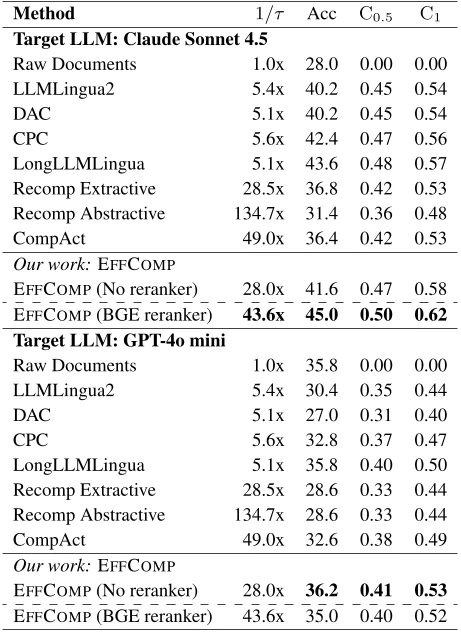 Method 1/τ Acc C0.5 C1
Target LLM: Claude Sonnet 4.5
Raw Documents 1.0x 28.0 0.00 0.00
LLMLingua2 5.4x 40.2 0.45 0.54
DAC 5.1x 40.2 0.45 0.54
CPC 5.6x 42.4 0.47 0.56
LongLLMLingua 5.1x 43.6 0.48 0.57
Recomp Extractive 28.5x 36.8 0.42 0.53
Recomp Abstractive 134.7x 31.4 0.36 0.48
CompAct 49.0x 36.4 0.42 0.53
Our work: EFFCOMP
EFFCOMP (No reranker) 28.0x 41.6 0.47 0.58
EFFCOMP (BGE reranker) 43.6x 45.0 0.50 0.62
Target LLM: GPT-4o mini
Raw Documents 1.0x 35.8 0.00 0.00
LLMLingua2 5.4x 30.4 0.35 0.44
DAC 5.1x 27.0 0.31 0.40
CPC 5.6x 32.8 0.37 0.47
LongLLMLingua 5.1x 35.8 0.40 0.50
Recomp Extractive 28.5x 28.6 0.33 0.44
Recomp Abstractive 134.7x 28.6 0.33 0.44
CompAct 49.0x 32.6 0.38 0.49
Our work: EFFCOMP
EFFCOMP (No reranker) 28.0x 36.2 0.41 0.53
EFFCOMP (BGE reranker) 43.6x 35.0 0.40 0.52